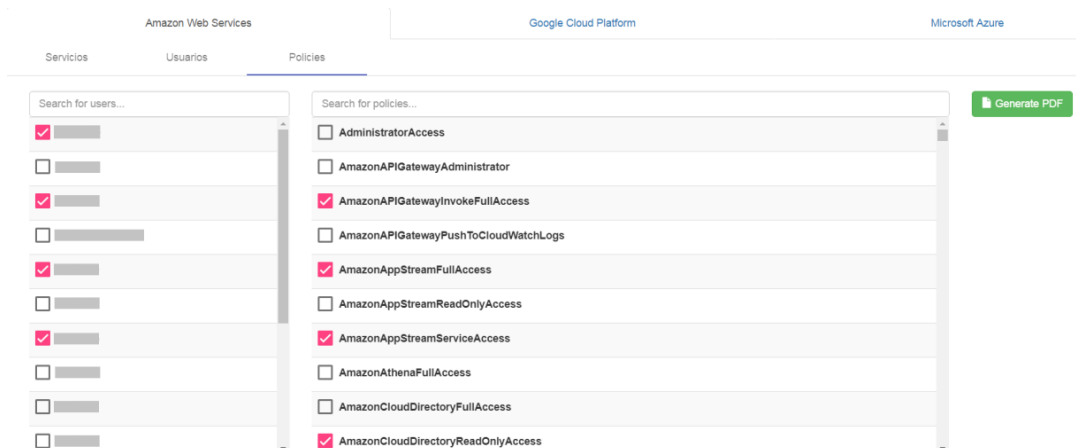 Amazon Web Services
Google Cloud Platform
Microsoft Azure
Servicios
Usuarios
Policies
Search for users...
Search for policies...
Generate PDF
AdministratorAccess
AmazonAPIGatewayAdministrator
AmazonAPIGatewayInvokeFullAccess
AmazonAPIGatewayPushToCloudWatchLogs
AmazonAppStreamFullAccess
AmazonAppStreamReadOnlyAccess
AmazonAppStreamServiceAccess
AmazonAthenaFullAccess
AmazonCloudDirectoryFullAccess
AmazonCloudDirectoryReadOnlyAccess